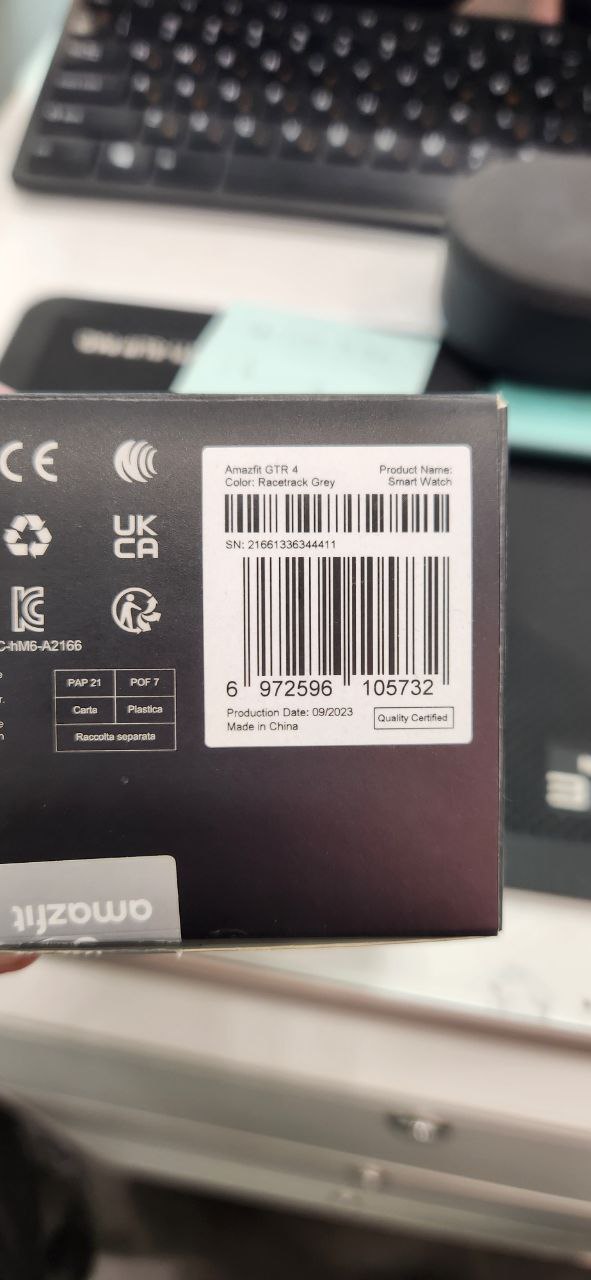 CE
UK
CA
C-hM6-A2166
PAP 21
POF 7
Carta
Plastica
Raccolta separata
Amazfit GTR 4
Color: Racetrack Grey
Product Name:
Smart Watch
SN: 21661336344411
6 972596 105732
Production Date: 09/2023
Made in China
Quality Certified
amazfit